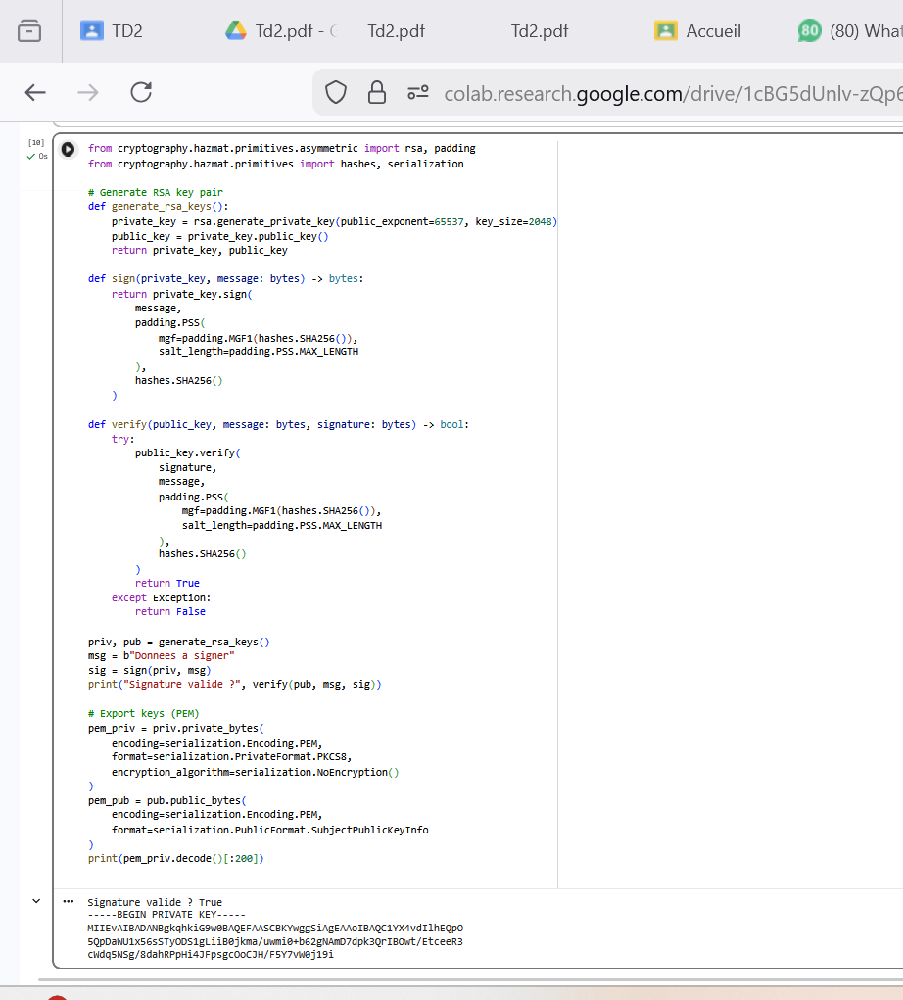 TD2
Td2.pdf -
Td2.pdf
Td2.pdf
Accueil
80
(80) What
colab.research.google.com/drive/1cBG5dUnlv-zQp6
[10]
0s
from cryptography.hazmat.primitives.asymmetric import rsa, padding
from cryptography.hazmat.primitives import hashes, serialization
# Generate RSA key pair
def generate_rsa_keys():
    private_key = rsa.generate_private_key(public_exponent=65537, key_size=2048)
    public_key = private_key.public_key()
    return private_key, public_key
def sign(private_key, message: bytes) -> bytes:
    return private_key.sign(
        message,
        padding.PSS(
            mgf=padding.MGF1(hashes.SHA256()),
            salt_length=padding.PSS.MAX_LENGTH
        ),
        hashes.SHA256()
    )
def verify(public_key, message: bytes, signature: bytes) -> bool:
    try:
        public_key.verify(
            signature,
            message,
            padding.PSS(
                mgf=padding.MGF1(hashes.SHA256()),
                salt_length=padding.PSS.MAX_LENGTH
            ),
            hashes.SHA256()
        )
        return True
    except Exception:
        return False
priv, pub = generate_rsa_keys()
msg = b"Donnees a signer"
sig = sign(priv, msg)
print("Signature valide ?", verify(pub, msg, sig))
# Export keys (PEM)
pem_priv = priv.private_bytes(
    encoding=serialization.Encoding.PEM,
    format=serialization.PrivateFormat.PKCS8,
    encryption_algorithm=serialization.NoEncryption()
)
pem_pub = pub.public_bytes(
    encoding=serialization.Encoding.PEM,
    format=serialization.PublicFormat.SubjectPublicKeyInfo
)
print(pem_priv.decode()[:200])
Signature valide ? True
-----BEGIN PRIVATE KEY-----
MIIEvAIBADANBgkqhkiG9w0BAQEFAASCBKYwggSiAgEAAoIBAQC1YX4vdIlhEQpO
5QpDaWU1x56sSTyODS1gLiiB0jkma/uwmi0+b62gNAmD7dpk3QrIBOwt/EtceeR3
cWdq5NSg/8dahRPpHi4JFpsgcOoCJH/F5Y7vW0j19i